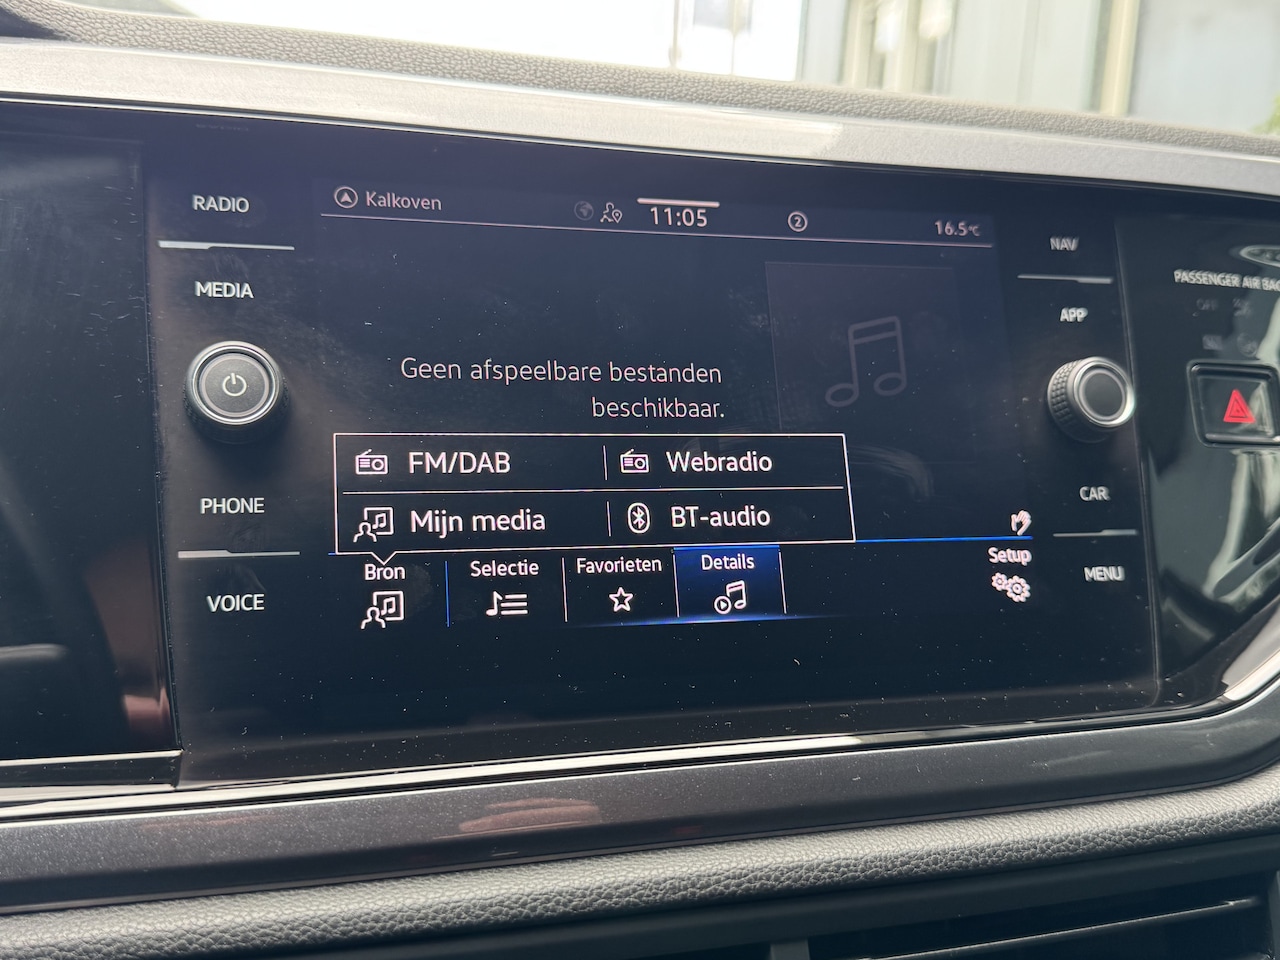 RADIO
MEDIA
PHONE
VOICE
Kalkoven
11:05
2
16.5°C
Geen afspeelbare bestanden
beschikbaar.
FM/DAB
Webradio
Mijn media
BT-audio
Bron
Selectie
Favorieten
Details
Setup
NAV
APP
CAR
MENU
PASSENGER AIR